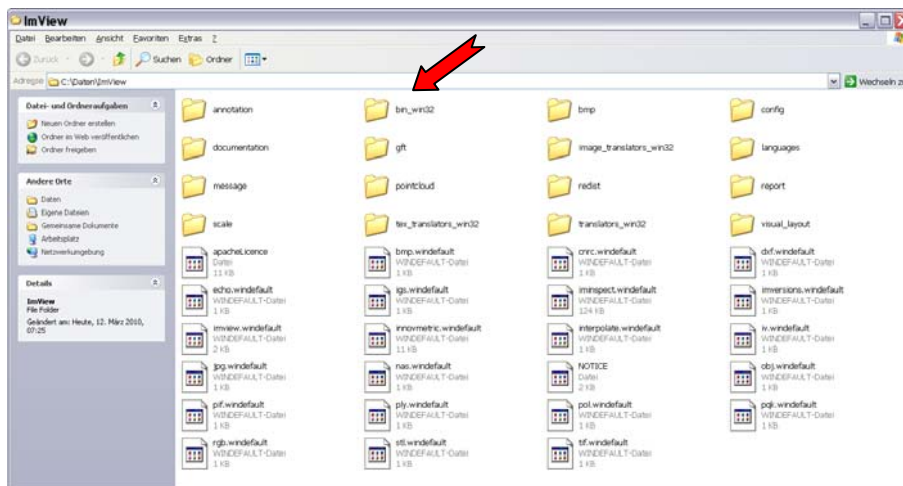 ImView
Datei Bearbeiten Ansicht Favoriten Extras ?
Zurück Suchen Ordner
Adresse C:\Daten\ImView Wechseln z
Datei- und Ordneraufgaben
Neuen Ordner erstellen
Ordner im Web veröffentlichen
Ordner freigeben
Andere Orte
Daten
Eigene Dateien
Gemeinsame Dokumente
Arbeitsplatz
Netzwerkumgebung
Details
ImView
File Folder
Geändert am: Heute, 12. März 2010,
07:25
annotation bin_win32 bmp config
documentation gft image_translators_win32 languages
message pointcloud redist report
scale tex_translators_win32 translators_win32 visual_layout
apacheLicence bmp.windefault cnrc.windefault dxf.windefault
Datei WINDEFAULT-Datei WINDEFAULT-Datei WINDEFAULT-Datei
11 KB 1 KB 1 KB 1 KB
echo.windefault igs.windefault iminspect.windefault imversions.windefault
WINDEFAULT-Datei WINDEFAULT-Datei WINDEFAULT-Datei WINDEFAULT-Datei
1 KB 1 KB 124 KB 1 KB
imview.windefault innovmetric.windefault interpolate.windefault iv.windefault
WINDEFAULT-Datei WINDEFAULT-Datei WINDEFAULT-Datei WINDEFAULT-Datei
2 KB 11 KB 1 KB 1 KB
jpg.windefault nas.windefault NOTICE obj.windefault
WINDEFAULT-Datei WINDEFAULT-Datei Datei WINDEFAULT-Datei
1 KB 1 KB 2 KB 1 KB
pif.windefault ply.windefault pol.windefault pqk.windefault
WINDEFAULT-Datei WINDEFAULT-Datei WINDEFAULT-Datei WINDEFAULT-Datei
1 KB 1 KB 1 KB 1 KB
rgb.windefault stl.windefault tif.windefault
WINDEFAULT-Datei WINDEFAULT-Datei WINDEFAULT-Datei
1 KB 1 KB 1 KB